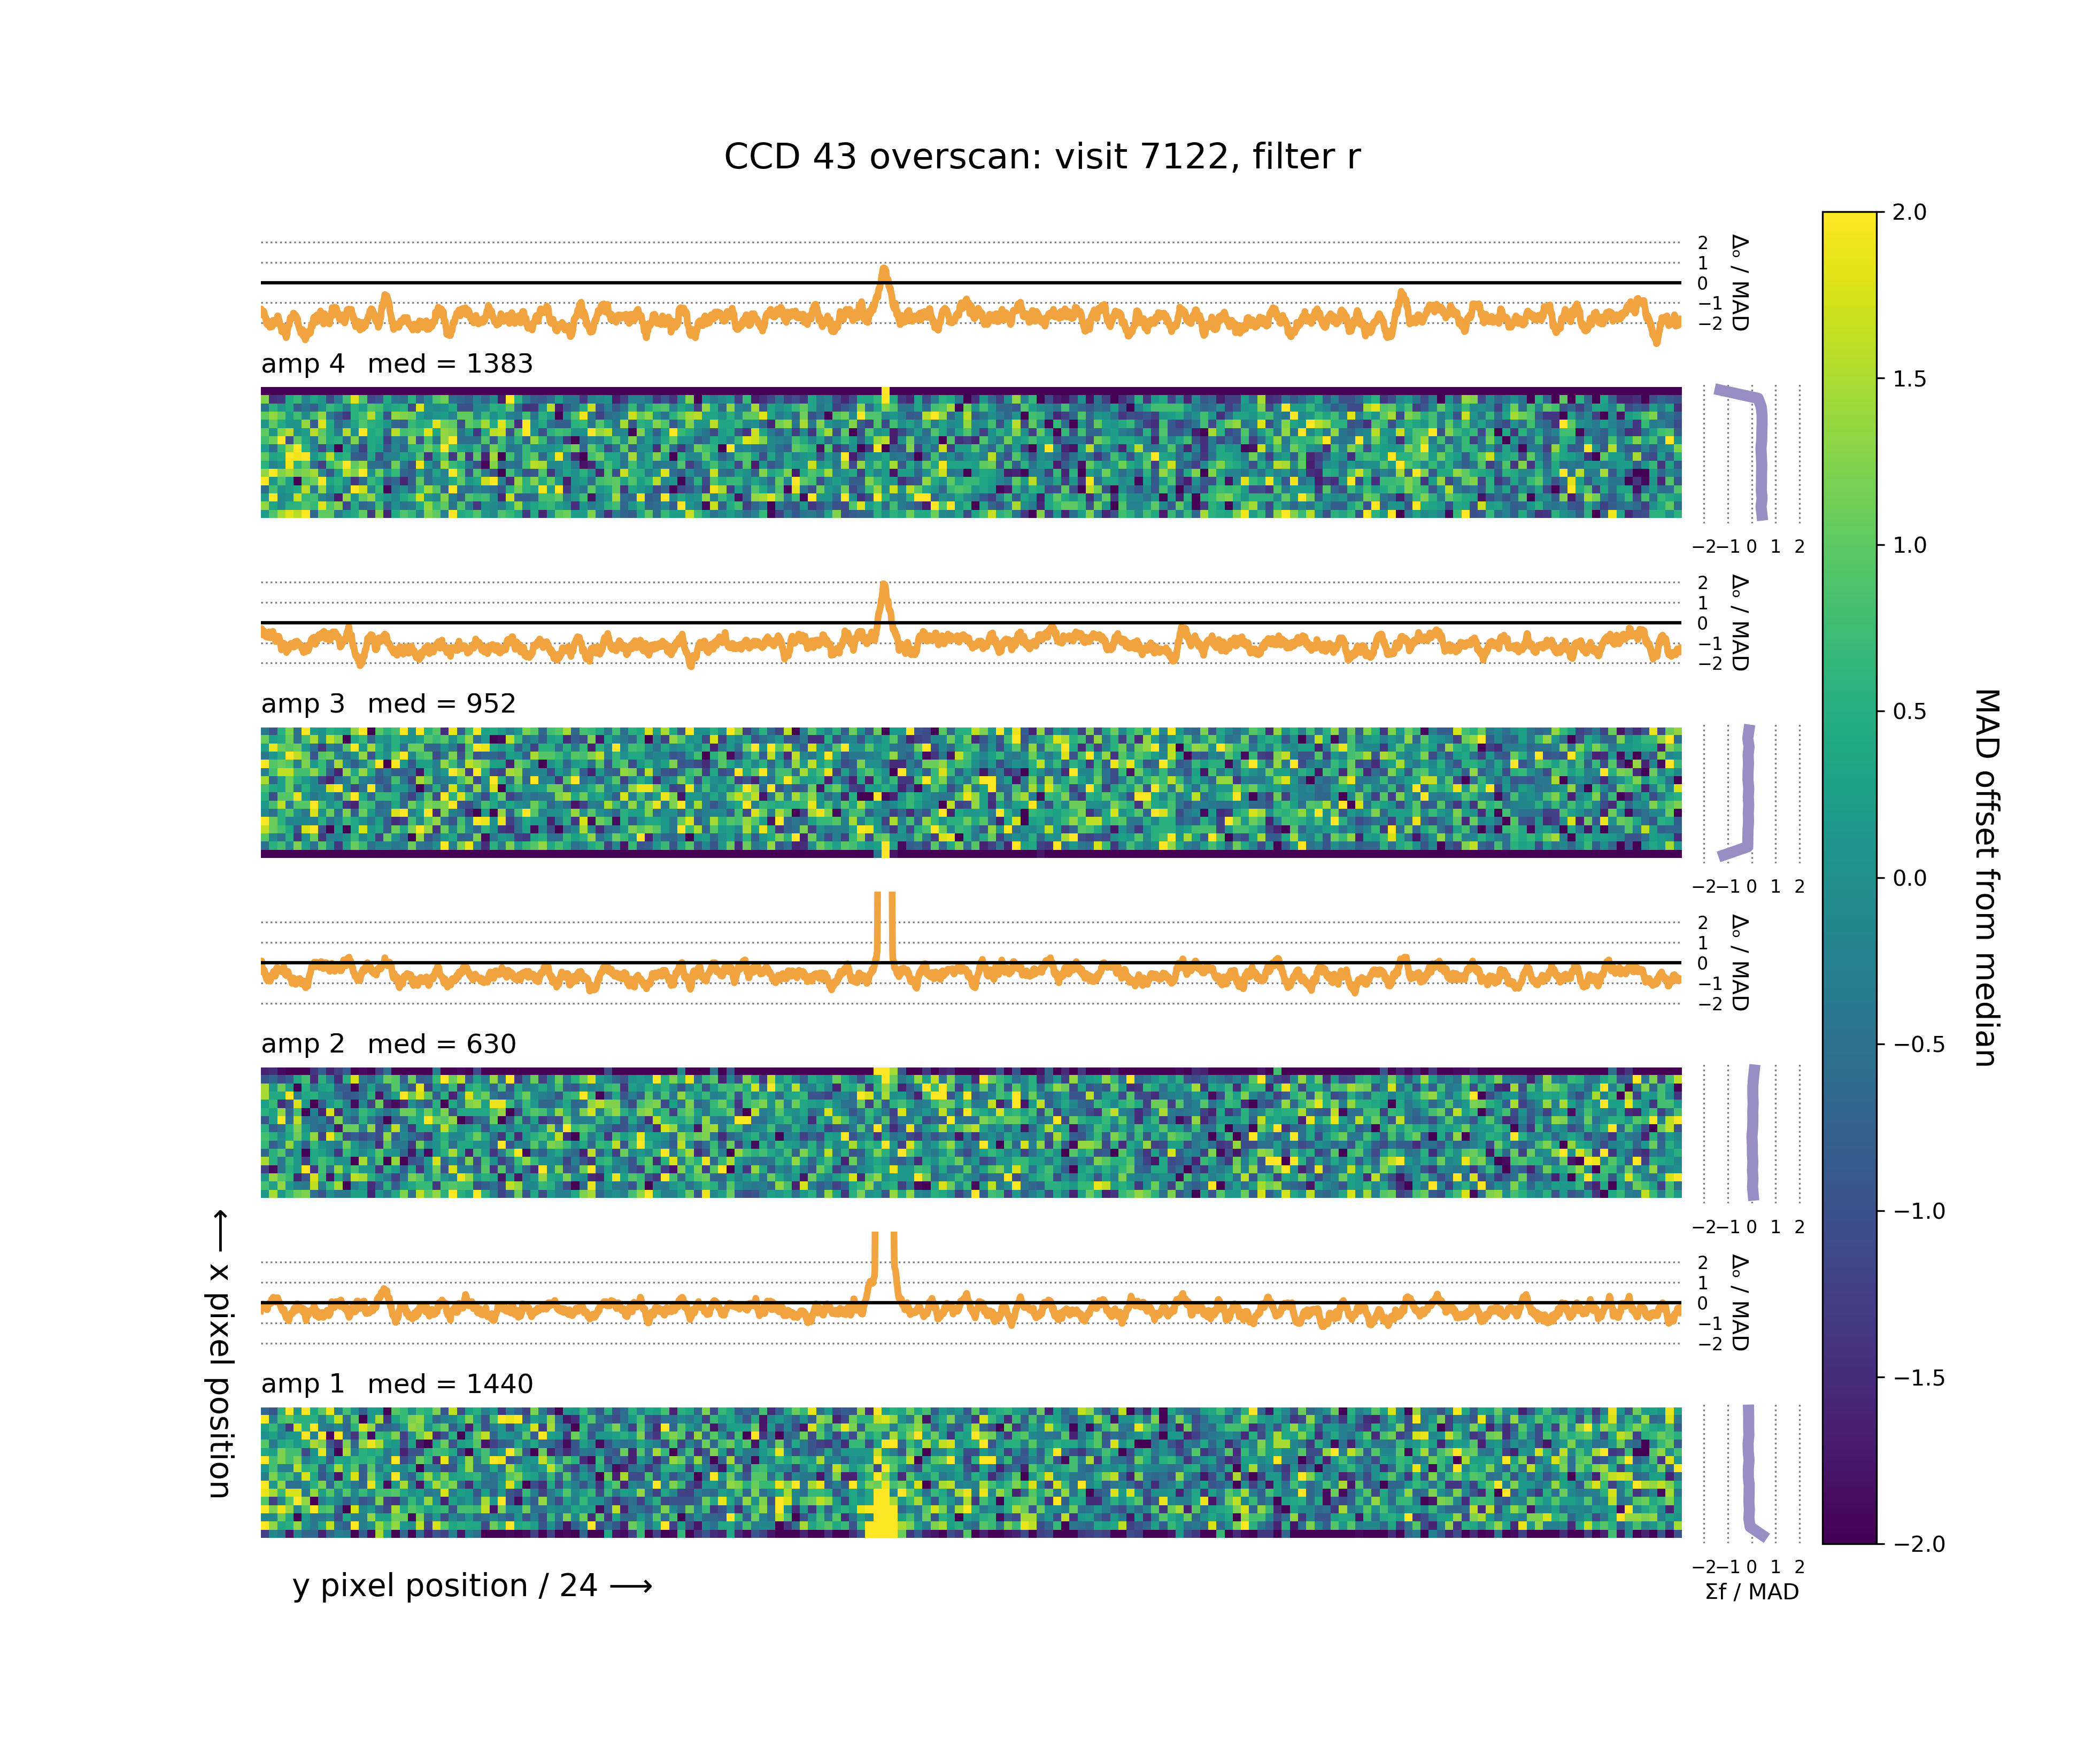 CCD 43 overscan: visit 7122, filter r
2
1
0
−1
−2
Δₒ / MAD
amp 4 med = 1383
−2 −1 0 1 2
2
1
0
−1
−2
Δₒ / MAD
amp 3 med = 952
−2 −1 0 1 2
2
1
0
−1
−2
Δₒ / MAD
amp 2 med = 630
−2 −1 0 1 2
2
1
0
−1
−2
Δₒ / MAD
amp 1 med = 1440
−2 −1 0 1 2
Σf / MAD
y pixel position / 24 ⟶
⟵ x pixel position
2.0
1.5
1.0
0.5
0.0
−0.5
−1.0
−1.5
−2.0
MAD offset from median